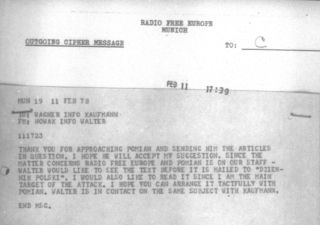 RADIO FREE EUROPE
MUNICH
OUTGOING CIPHER MESSAGE
TO: C
FEB 11 17:39
MUN 19 11 FEB 78
TO: WAGNER INFO KAUFMANN
FM: NOWAK INFO WALTER
111723
THANK YOU FOR APPROACHING POMIAN AND SENDING HIM THE ARTICLES
IN QUESTION. I HOPE HE WILL ACCEPT MY SUGGESTION. SINCE THE
MATTER CONCERNS RADIO FREE EUROPE AND POMIAN IS ON OUR STAFF -
WALTER WOULD LIKE TO SEE THE TEXT BEFORE IT IS MAILED TO "DZIEN-
NIK POLSKI". I WOULD ALSO LIKE TO READ IT SINCE I AM THE MAIN
TARGET OF THE ATTACK. I HOPE YOU CAN ARRANGE IT TACTFULLY WITH
POMIAN. WALTER IS IN CONTACT ON THE SAME SUBJECT WITH KAUFMANN.
END MSG.